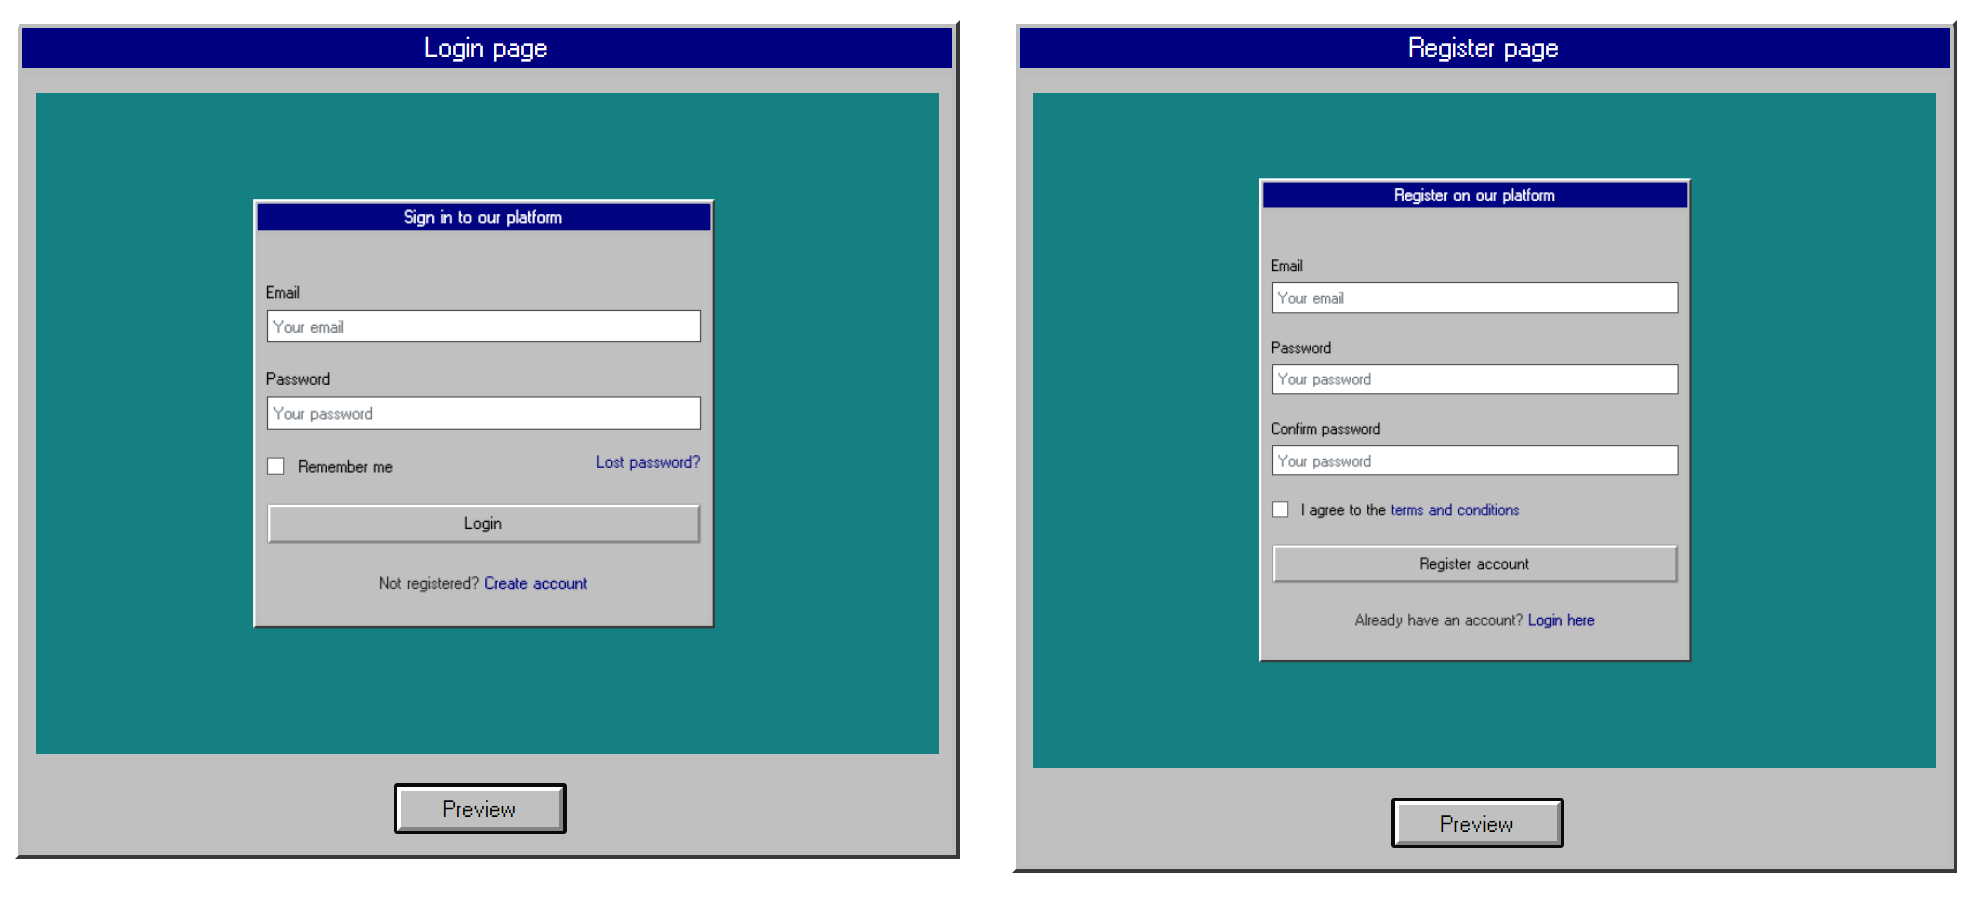 Login page
Sign in to our platform
Email
Your email
Password
Your password
Remember me
Lost password?
Login
Not registered? Create account
Preview
Register page
Register on our platform
Email
Your email
Password
Your password
Confirm password
Your password
I agree to the terms and conditions
Register account
Already have an account? Login here
Preview